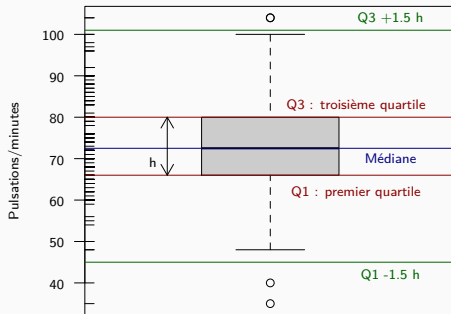 Q3 +1.5 h
100
90
Q3 : troisième quartile
80
Pulsations/minutes
h
Médiane
70
Q1 : premier quartile
60
50
Q1 -1.5 h
40